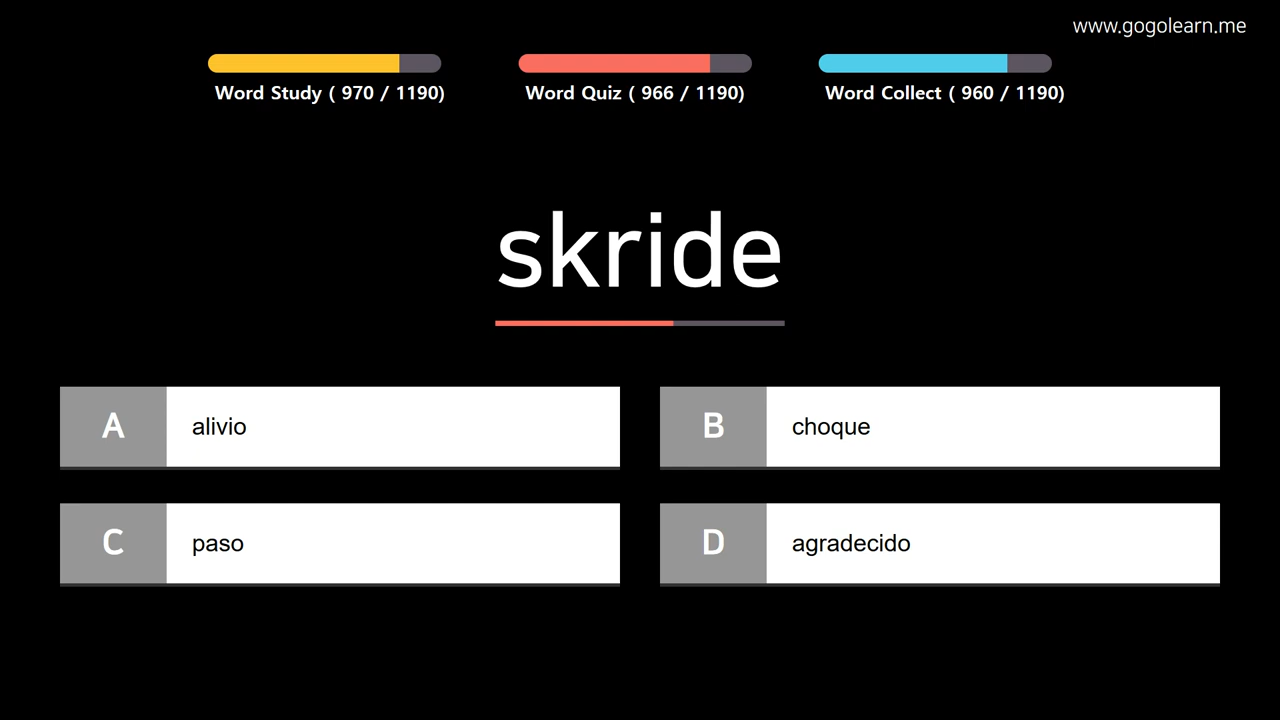 www.gogolearn.me
Word Study ( 970 / 1190)
Word Quiz ( 966 / 1190)
Word Collect ( 960 / 1190)
skride
A alivio
B choque
C paso
D agradecido